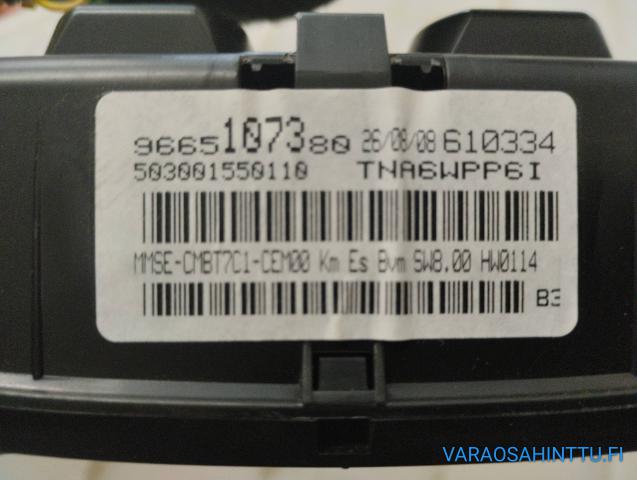 9665107380 26/08/08 610334
503001550110 TNA6WPP6I
MMSE-CMBT7C1-CEM00 Km Es Bvm SW8.00 HW0114
B3
VARAOSAHINTTU.FI